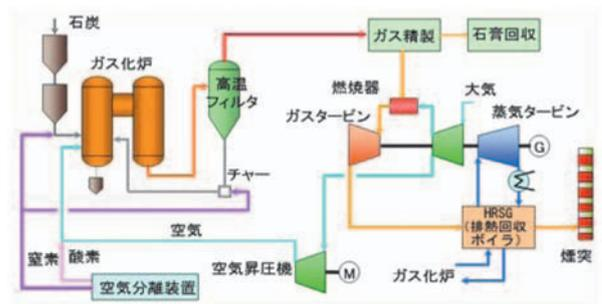 石炭
ガス化炉
高温
フィルタ
ガス精製
石膏回収
燃焼器
大気
ガスタービン
蒸気タービン
G
チャー
空気
HRSG
(排熱回収
ボイラ)
煙突
窒素
酸素
空気昇圧機
M
ガス化炉
空気分離装置